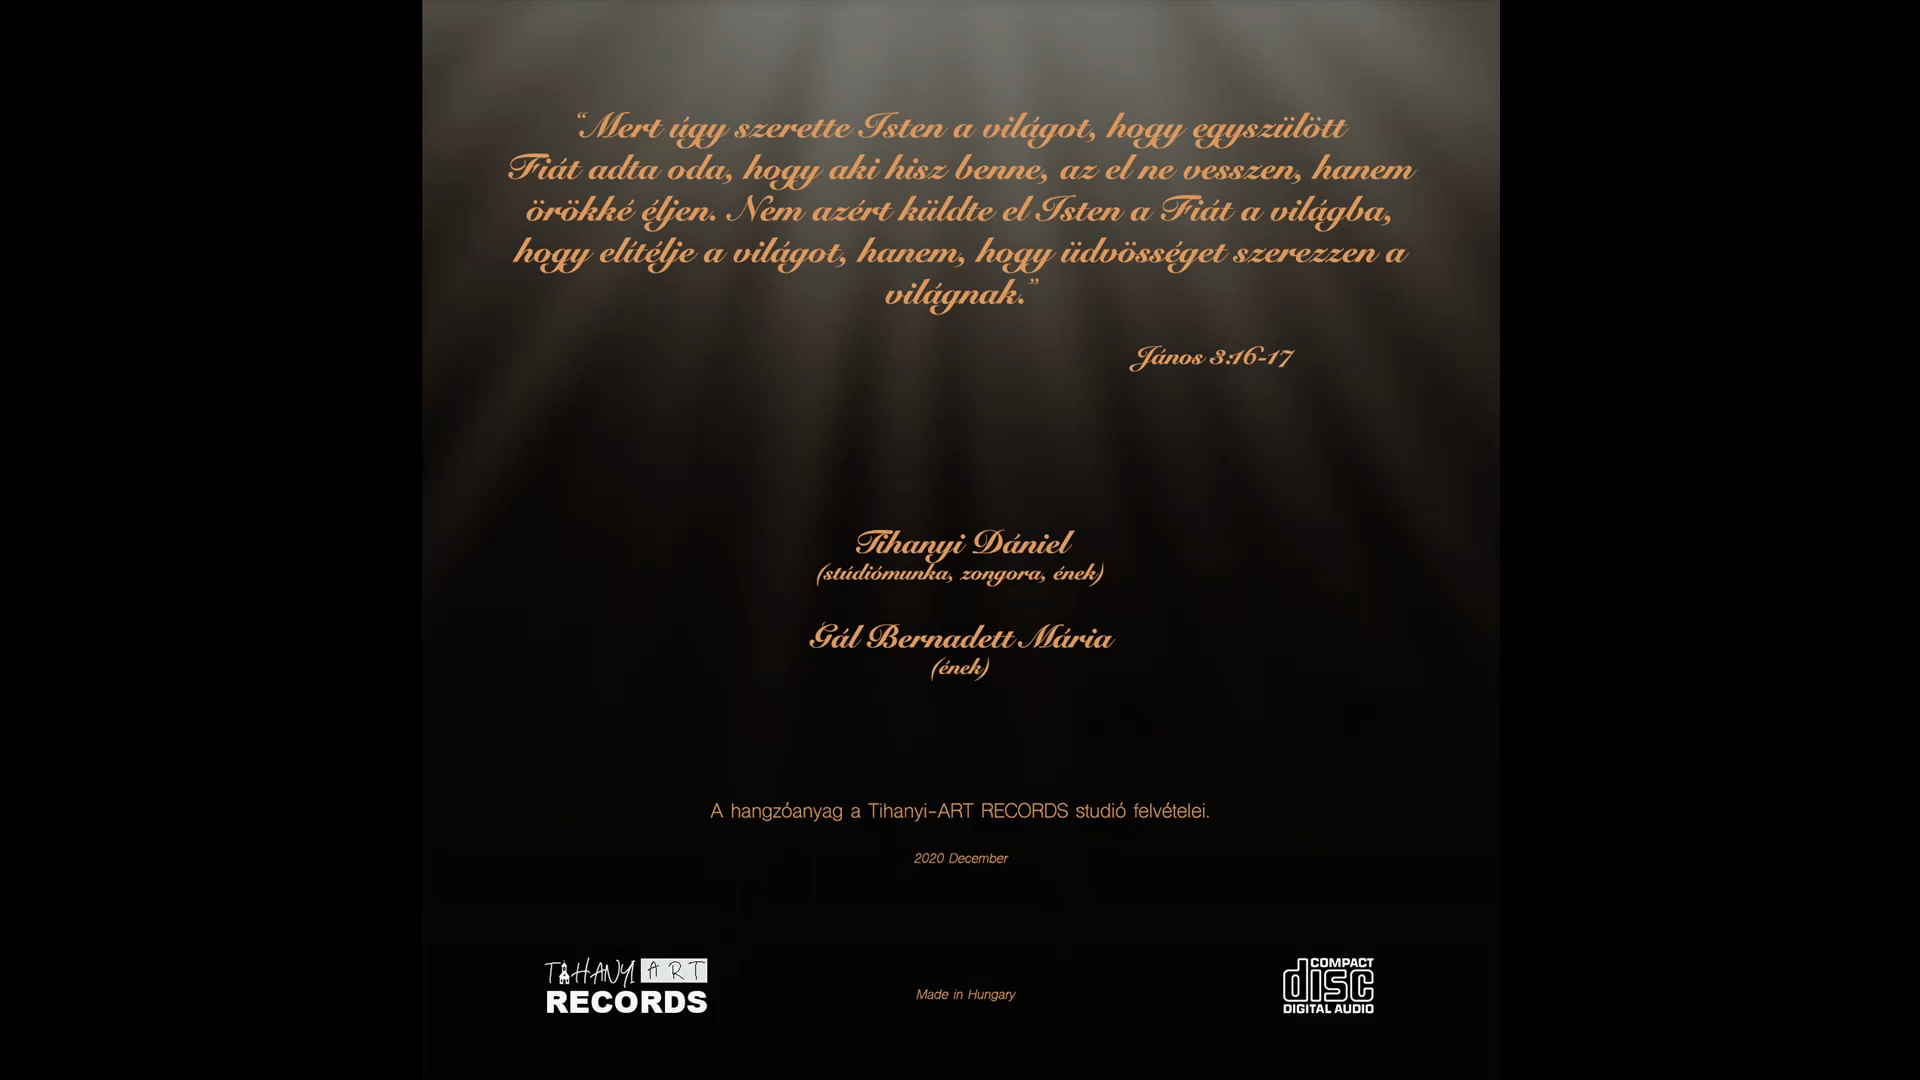 “Mert úgy szerette Isten a világot, hogy egyszülött
Fiát adta oda, hogy aki hisz benne, az el ne vesszen, hanem
örökké éljen. Nem azért küldte el Isten a Fiát a világba,
hogy elítélje a világot, hanem, hogy üdvösséget szerezzen a
világnak.”
János 3:16-17
Tihanyi Dániel
(stúdiómunka, zongora, ének)
Gál Bernadett Mária
(ének)
A hangzóanyag a Tihanyi-ART RECORDS studió felvételei.
2020 December
TIHANYI ART
RECORDS
Made in Hungary
COMPACT
disc
DIGITAL AUDIO